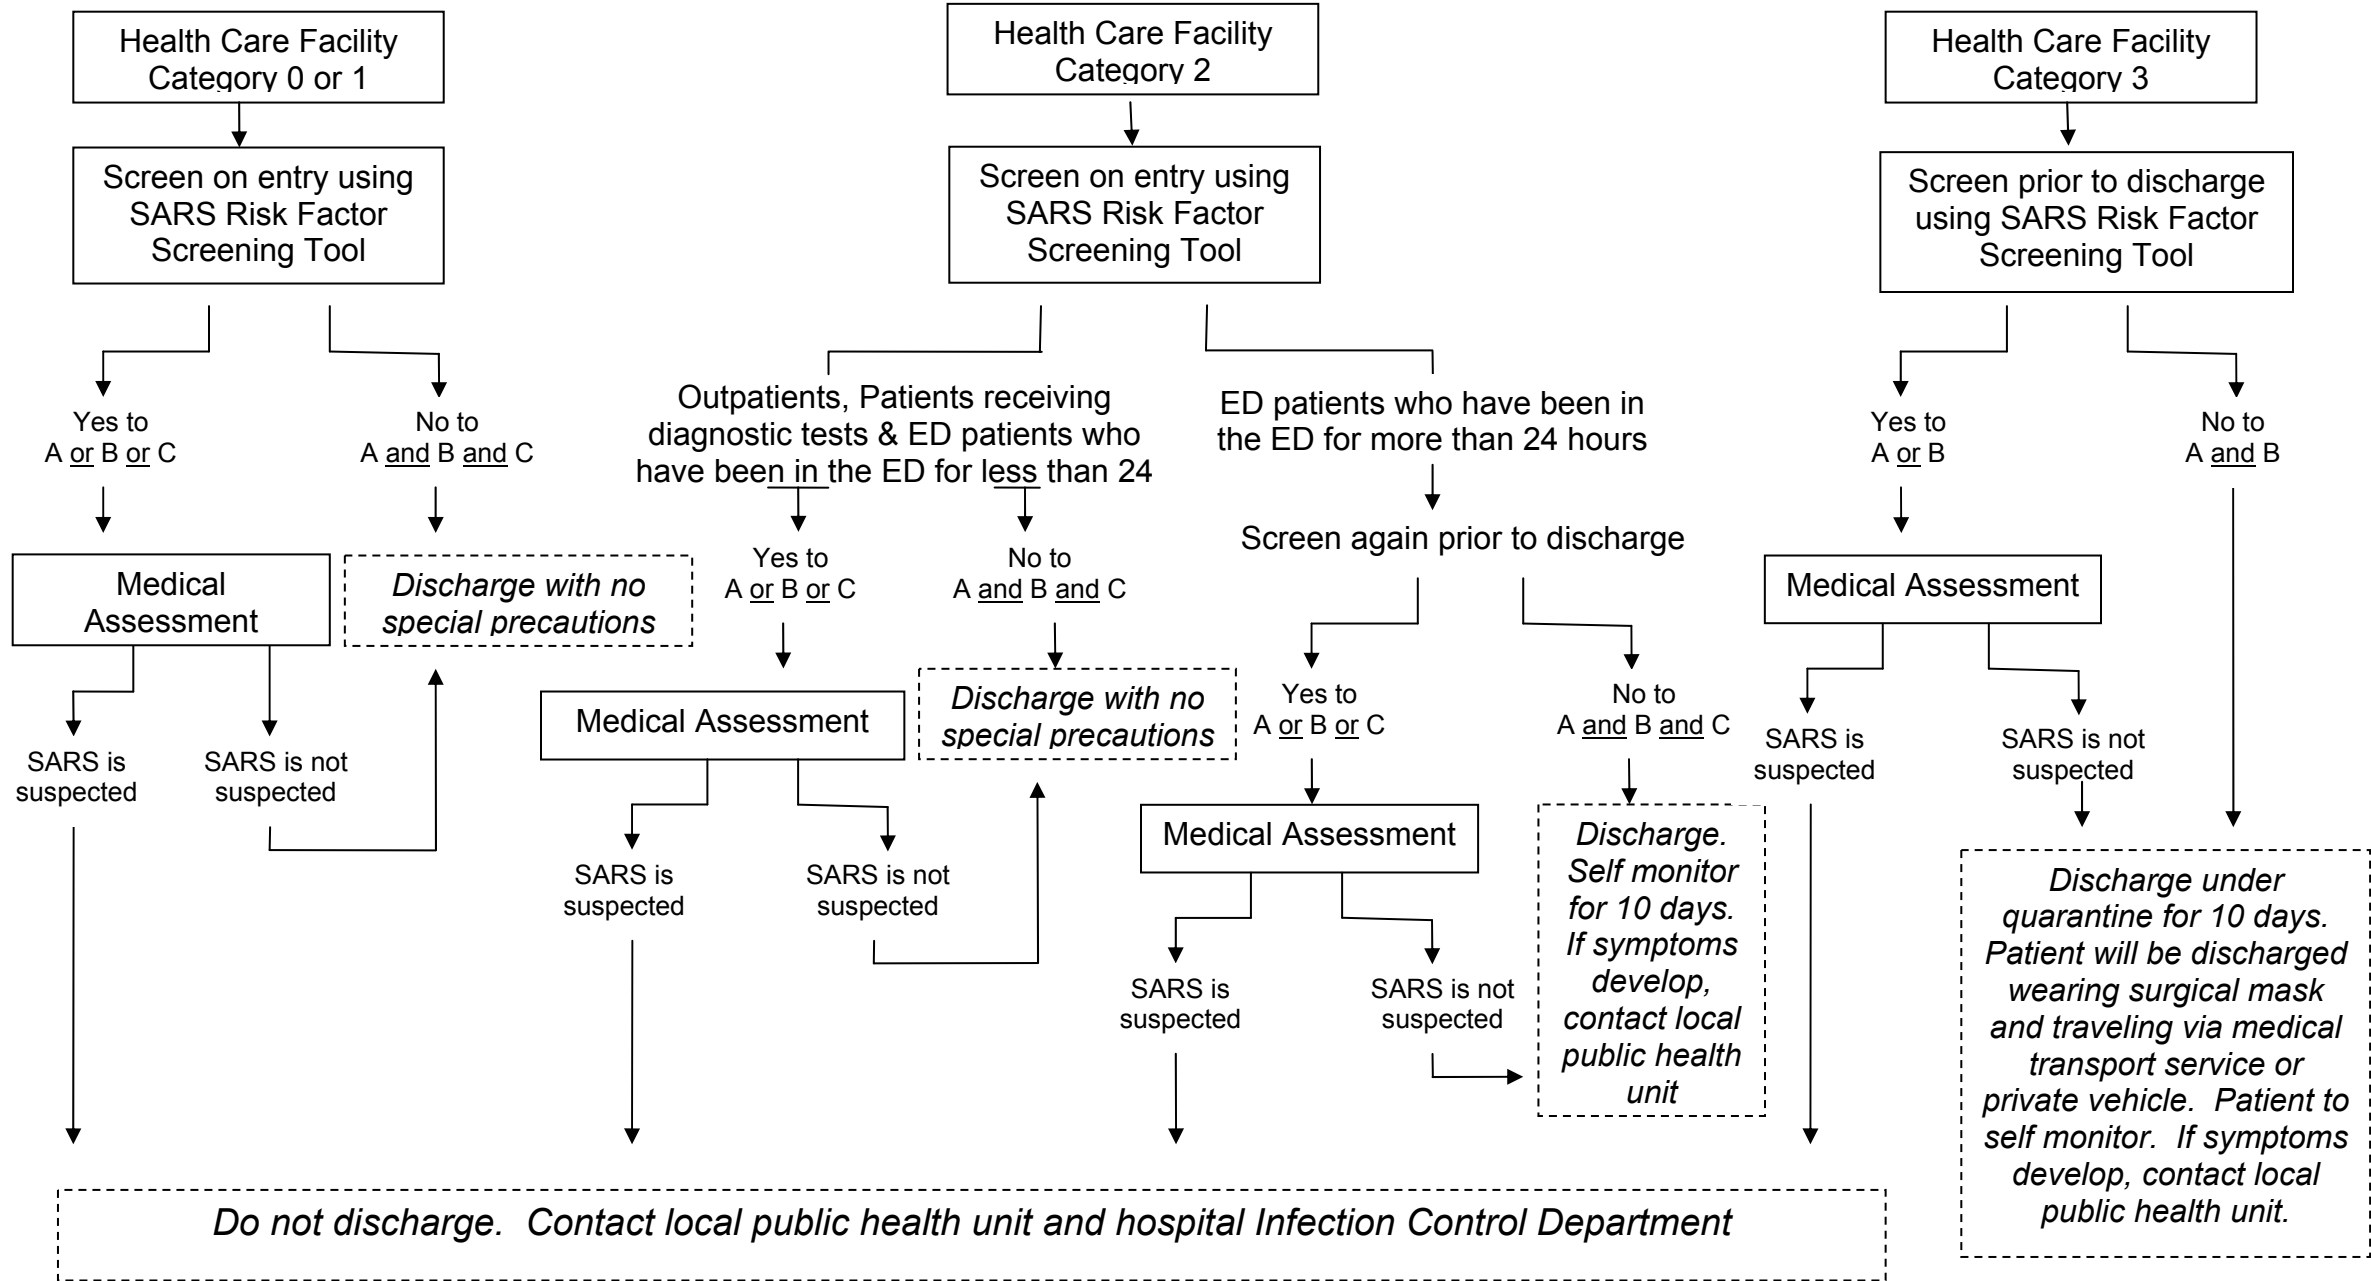 Health Care Facility
Category 0 or 1
Screen on entry using
SARS Risk Factor
Screening Tool
Yes to
A or B or C
No to
A and B and C
Medical
Assessment
Discharge with no
special precautions
SARS is
suspected
SARS is not
suspected
Health Care Facility
Category 2
Screen on entry using
SARS Risk Factor
Screening Tool
Outpatients, Patients receiving
diagnostic tests & ED patients who
have been in the ED for less than 24
Yes to
A or B or C
No to
A and B and C
Medical Assessment
Discharge with no
special precautions
SARS is
suspected
SARS is not
suspected
ED patients who have been in
the ED for more than 24 hours
Screen again prior to discharge
Yes to
A or B or C
No to
A and B and C
Medical Assessment
SARS is
suspected
SARS is not
suspected
Discharge.
Self monitor
for 10 days.
If symptoms
develop,
contact local
public health
unit
Health Care Facility
Category 3
Screen prior to discharge
using SARS Risk Factor
Screening Tool
Yes to
A or B
No to
A and B
Medical Assessment
SARS is
suspected
SARS is not
suspected
Discharge under
quarantine for 10 days.
Patient will be discharged
wearing surgical mask
and traveling via medical
transport service or
private vehicle.  Patient to
self monitor.  If symptoms
develop, contact local
public health unit.
Do not discharge.  Contact local public health unit and hospital Infection Control Department